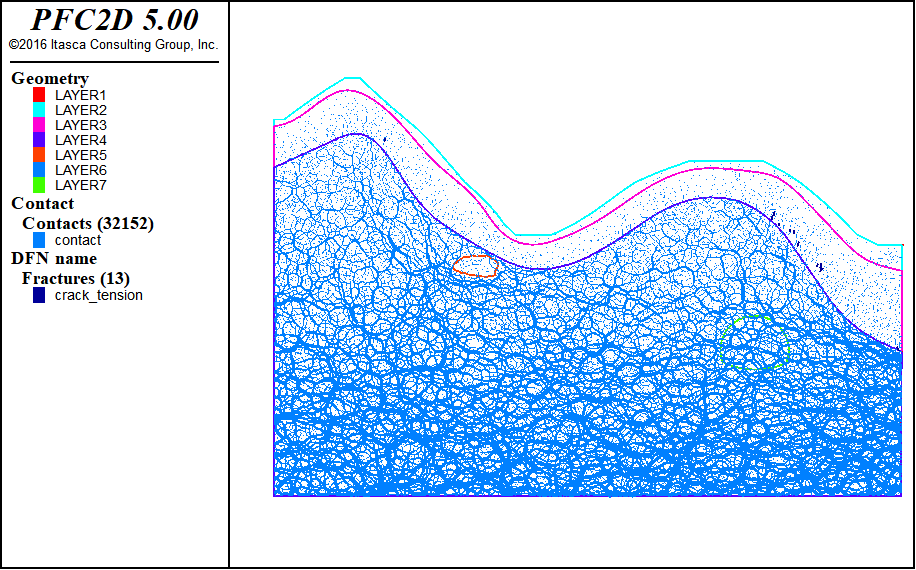 PFC2D 5.00
©2016 Itasca Consulting Group, Inc.
Geometry
LAYER1
LAYER2
LAYER3
LAYER4
LAYER5
LAYER6
LAYER7
Contact
Contacts (32152)
contact
DFN name
Fractures (13)
crack_tension